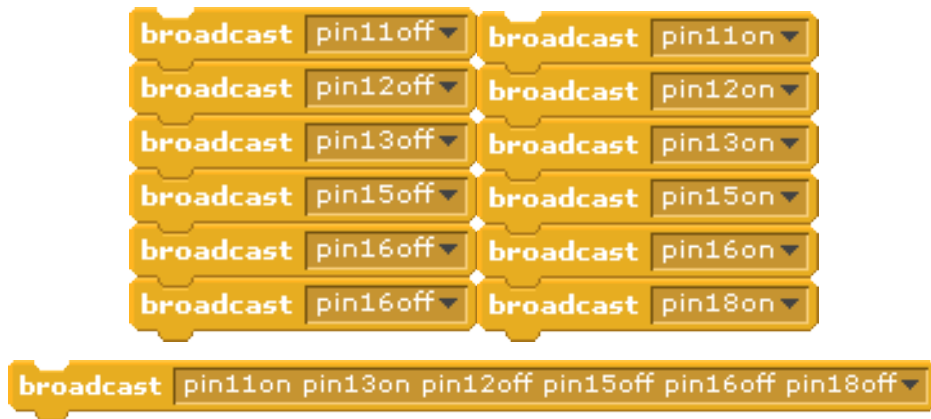 broadcast pin11off broadcast pin11on
broadcast pin12off broadcast pin12on
broadcast pin13off broadcast pin13on
broadcast pin15off broadcast pin15on
broadcast pin16off broadcast pin16on
broadcast pin16off broadcast pin18on
broadcast pin11on pin13on pin12off pin15off pin16off pin18off